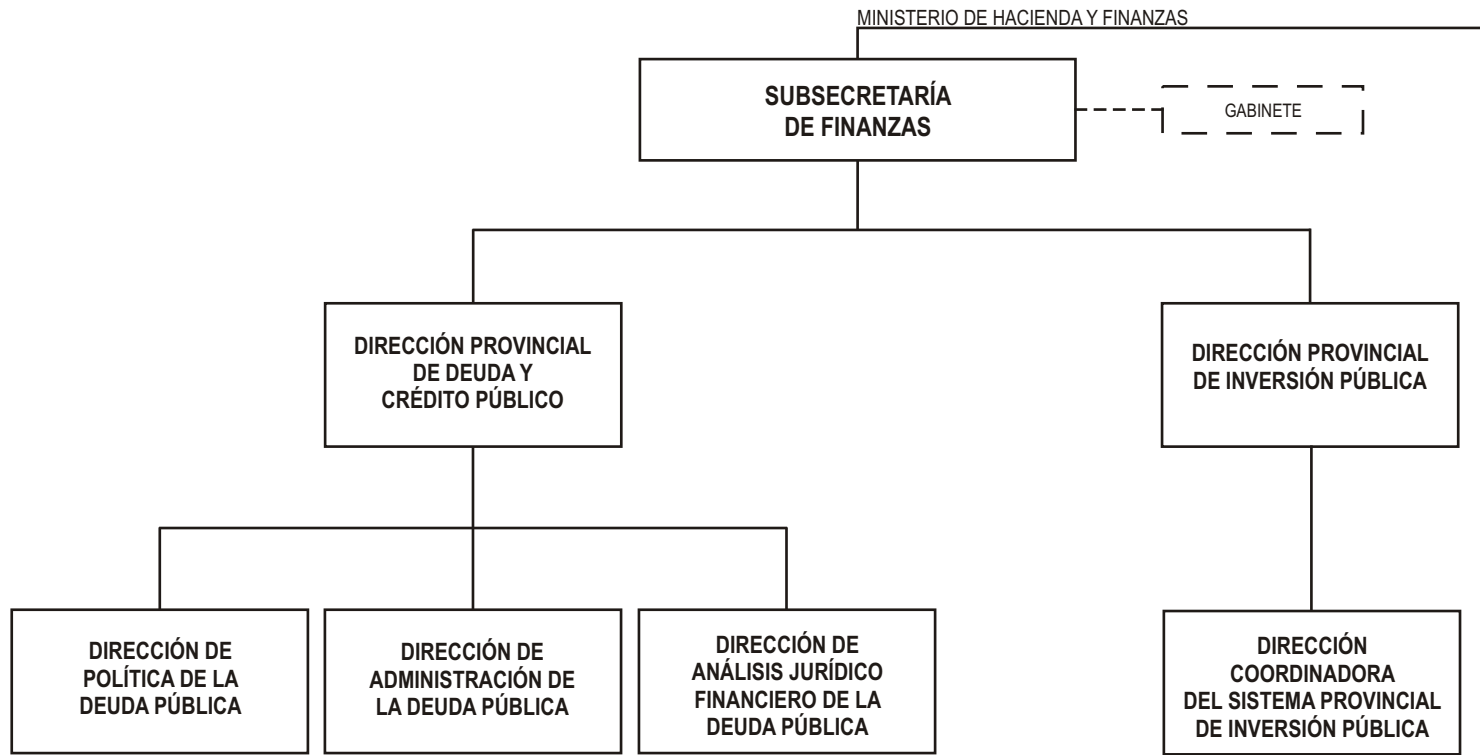 MINISTERIO DE HACIENDA Y FINANZAS
SUBSECRETARÍA
DE FINANZAS
GABINETE
DIRECCIÓN PROVINCIAL
DE DEUDA Y
CRÉDITO PÚBLICO
DIRECCIÓN PROVINCIAL
DE INVERSIÓN PÚBLICA
DIRECCIÓN DE
POLÍTICA DE LA
DEUDA PÚBLICA
DIRECCIÓN DE
ADMINISTRACIÓN DE
LA DEUDA PÚBLICA
DIRECCIÓN DE
ANÁLISIS JURÍDICO
FINANCIERO DE LA
DEUDA PÚBLICA
DIRECCIÓN
COORDINADORA
DEL SISTEMA PROVINCIAL
DE INVERSIÓN PÚBLICA